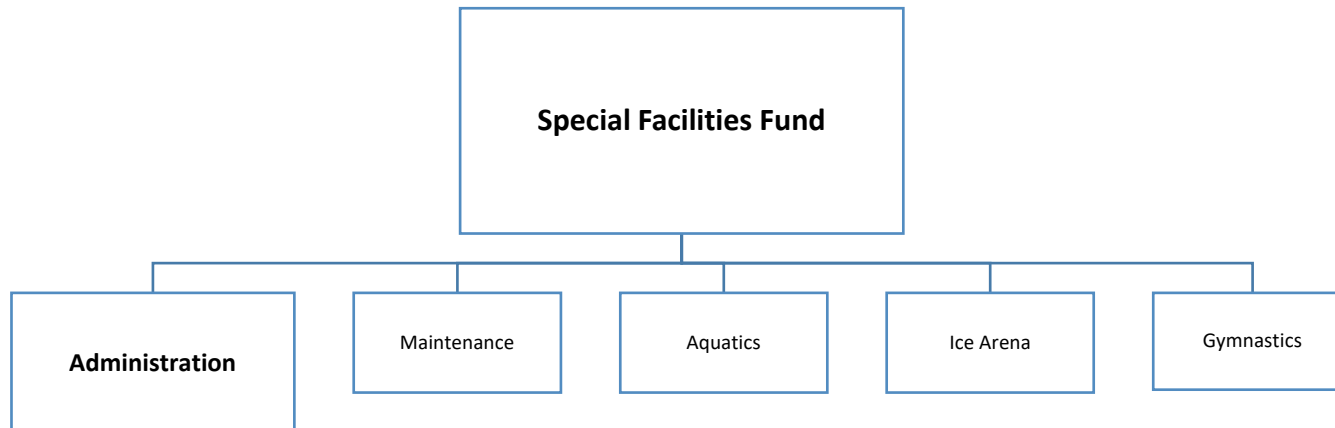 Special Facilities Fund
Administration
Maintenance
Aquatics
Ice Arena
Gymnastics